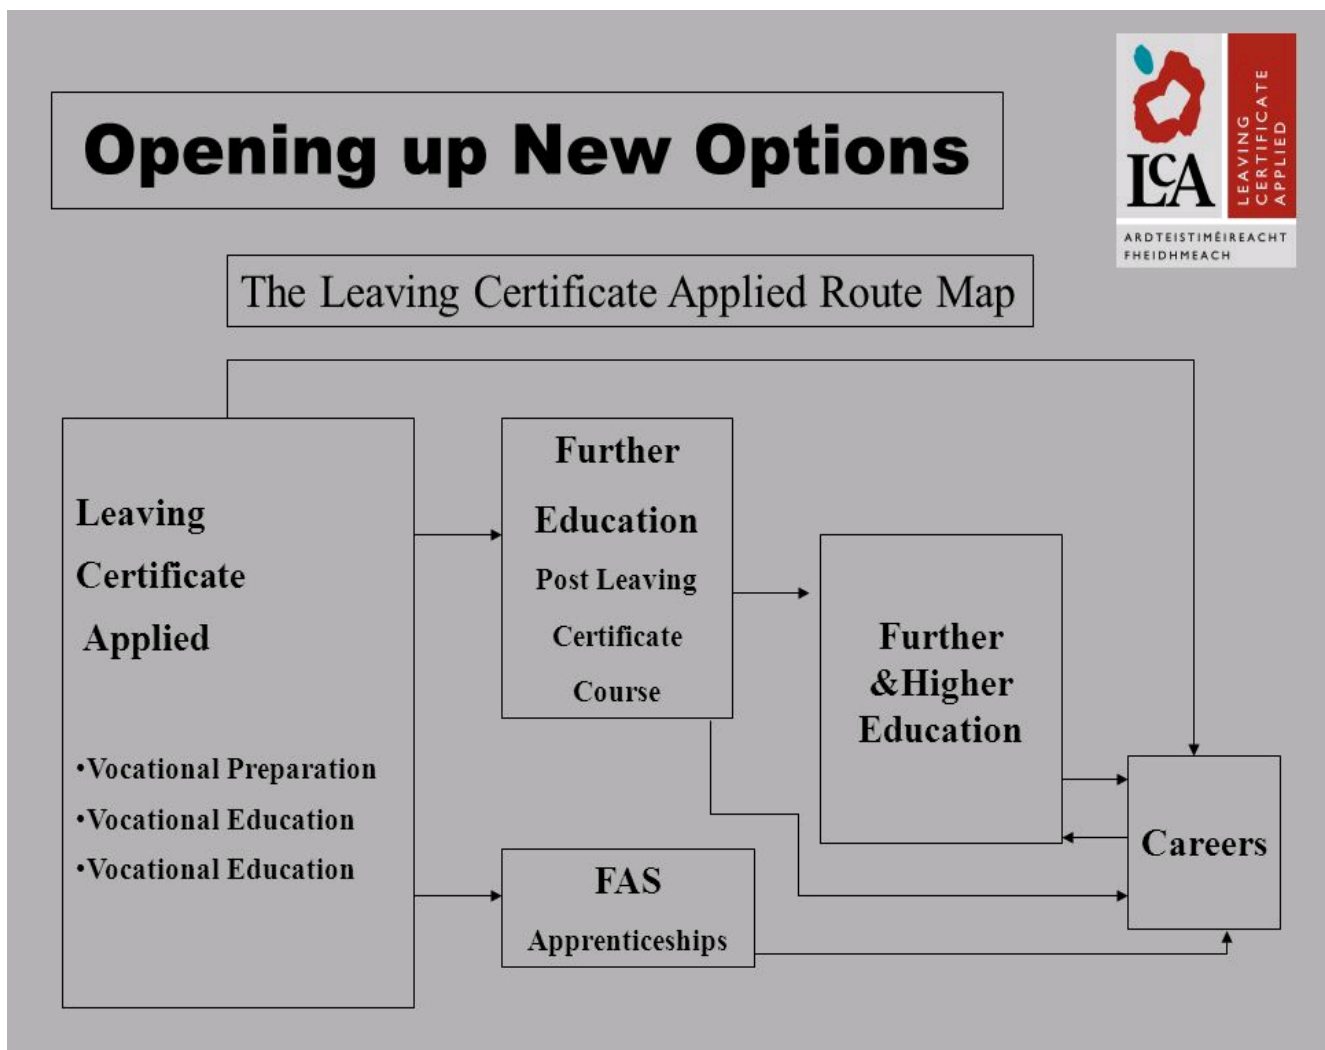 Opening up New Options
LCA
LEAVING
CERTIFICATE
APPLIED
ARDTEISTIMÉIREACHT
FHEIDHMEACH
The Leaving Certificate Applied Route Map
Leaving
Certificate
Applied
•Vocational Preparation
•Vocational Education
•Vocational Education
Further
Education
Post Leaving
Certificate
Course
FAS
Apprenticeships
Further
&Higher
Education
Careers